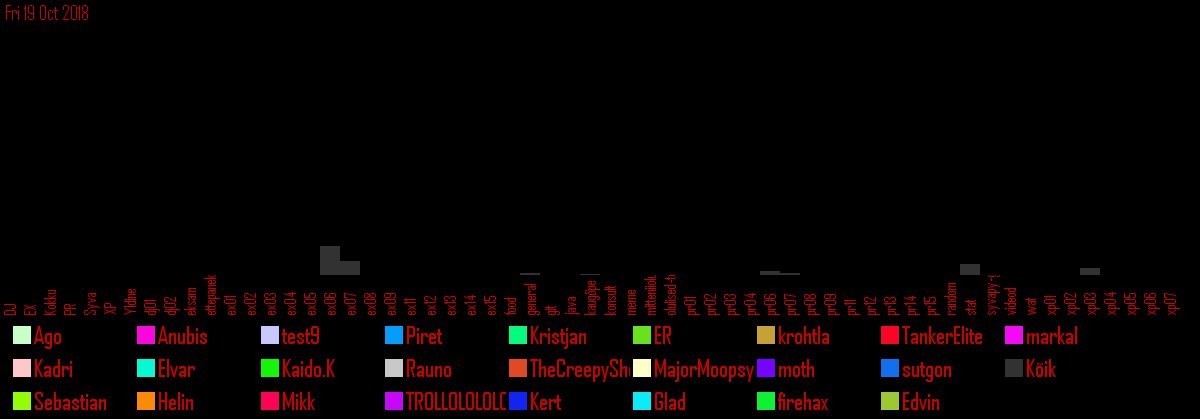 Fri 19 Oct 2018
DJ EX Kokku PR Syva XP Yldine dj01 dj02 eksam ettepanek ex01 ex02 ex03 ex04 ex05 ex06 ex07 ex08 ex09 ex11 ex12 ex13 ex14 ex15 food general git java kaugõpe konsult meme mitteniloli. olulised-h pr01 pr02 pr03 pr04 pr06 pr07 pr08 pr09 pr11 pr12 pr13 pr14 pr15 random stat syvapy- videod wat xp01 xp02 xp03 xp04 xp05 xp06 xp07
Ago Anubis test9 Piret Kristjan ER krohtla TankerElite markal
Kadri Elvar Kaido.K Rauno TheCreepySh MajorMoopsy moth sutgon Kõik
Sebastian Helin Mikk TROLLOLOLOLO Kert Glad firehax Edvin